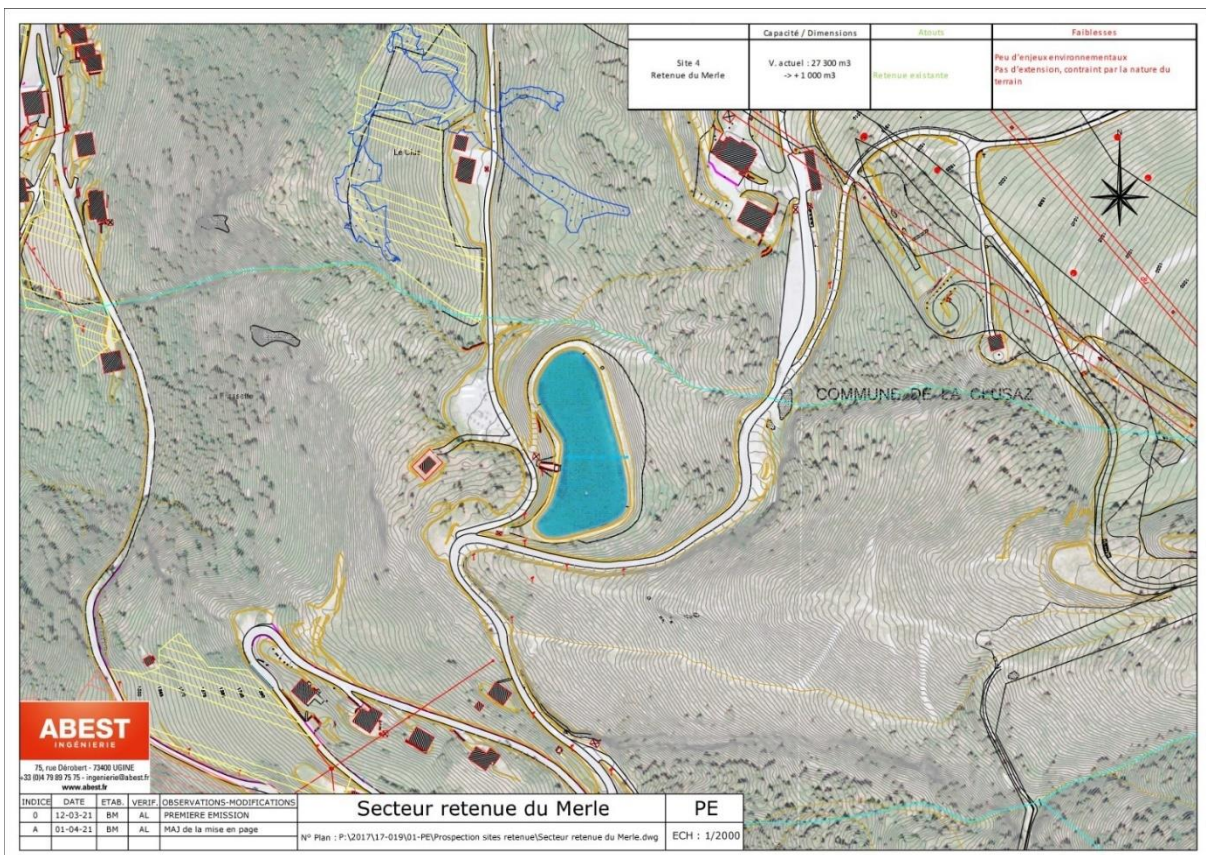 Capacité / Dimensions
Atouts
Faiblesses
Site 4
Retenue du Merle
V. actuel : 27 300 m3
-> + 1 000 m3
Retenue existante
Peu d'enjeux environnementaux
Pas d'extension, contraint par la nature du
terrain
COMMUNE DE LA CLUSAZ
ABEST
INGÉNIERIE
75, rue Dérobert - 73400 UGINE
+33 (0)4 79 89 75 75 - ingenierie@abest.fr
www.abest.fr
INDICE DATE ETAB. VERIF. OBSERVATIONS-MODIFICATIONS
0 12-03-21 BM AL PREMIERE EMISSION
A 01-04-21 BM AL MAJ de la mise en page
Secteur retenue du Merle
N° Plan : P:\2017\17-019\01-PE\Prospection sites retenue\Secteur retenue du Merle.dwg
PE
ECH : 1/2000